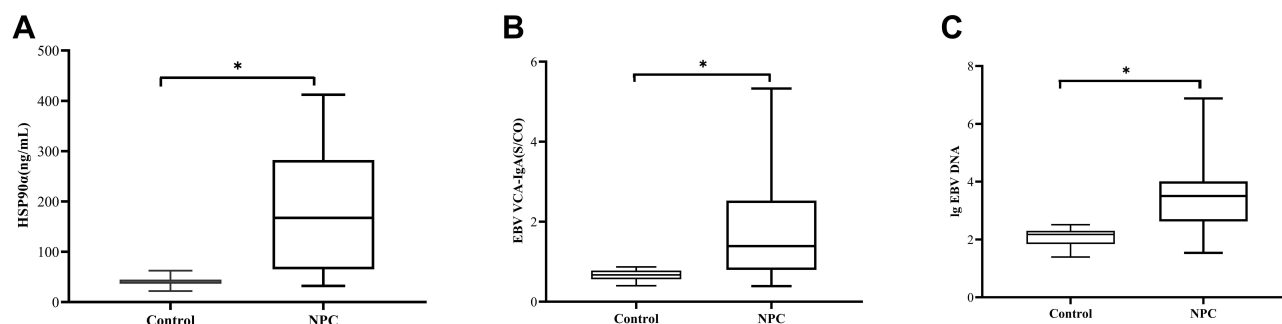 A
HSP90α(ng/mL)
500
400
300
200
100
0
*
Control
NPC
B
EBV VCA-IgA(S/CO)
6
4
2
0
*
Control
NPC
C
lg EBV DNA
8
6
4
2
0
*
Control
NPC